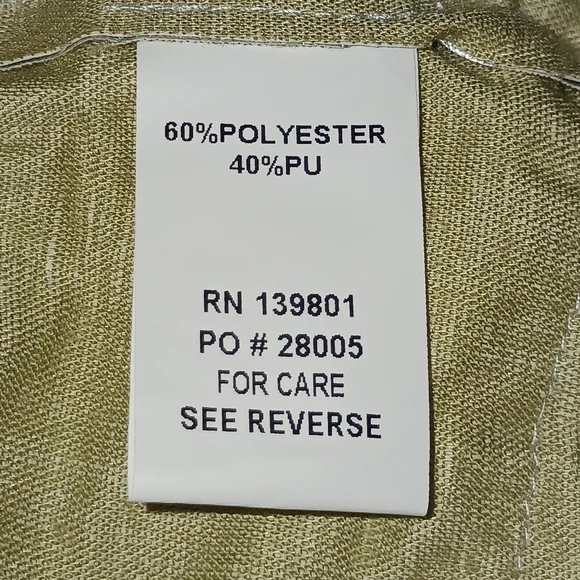 60%POLYESTER
40%PU
RN 139801
PO # 28005
FOR CARE
SEE REVERSE